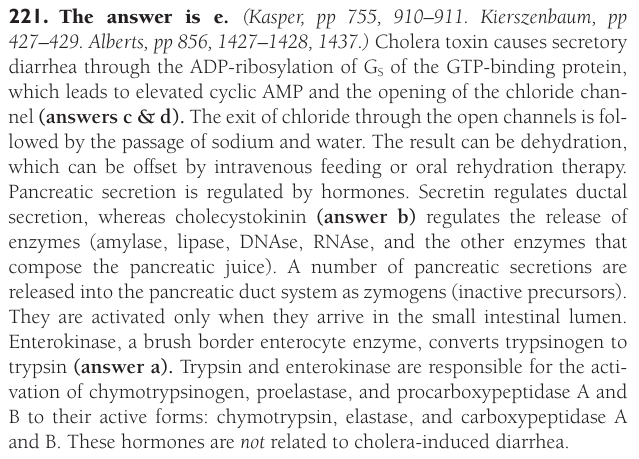 221. The answer is e. (Kasper, pp 755, 910–911. Kierszenbaum, pp
427–429. Alberts, pp 856, 1427–1428, 1437.) Cholera toxin causes secretory
diarrhea through the ADP-ribosylation of GS of the GTP-binding protein,
which leads to elevated cyclic AMP and the opening of the chloride chan-
nel (answers c & d). The exit of chloride through the open channels is fol-
lowed by the passage of sodium and water. The result can be dehydration,
which can be offset by intravenous feeding or oral rehydration therapy.
Pancreatic secretion is regulated by hormones. Secretin regulates ductal
secretion, whereas cholecystokinin (answer b) regulates the release of
enzymes (amylase, lipase, DNAse, RNAse, and the other enzymes that
compose the pancreatic juice). A number of pancreatic secretions are
released into the pancreatic duct system as zymogens (inactive precursors).
They are activated only when they arrive in the small intestinal lumen.
Enterokinase, a brush border enterocyte enzyme, converts trypsinogen to
trypsin (answer a). Trypsin and enterokinase are responsible for the acti-
vation of chymotrypsinogen, proelastase, and procarboxypeptidase A and
B to their active forms: chymotrypsin, elastase, and carboxypeptidase A
and B. These hormones are not related to cholera-induced diarrhea.